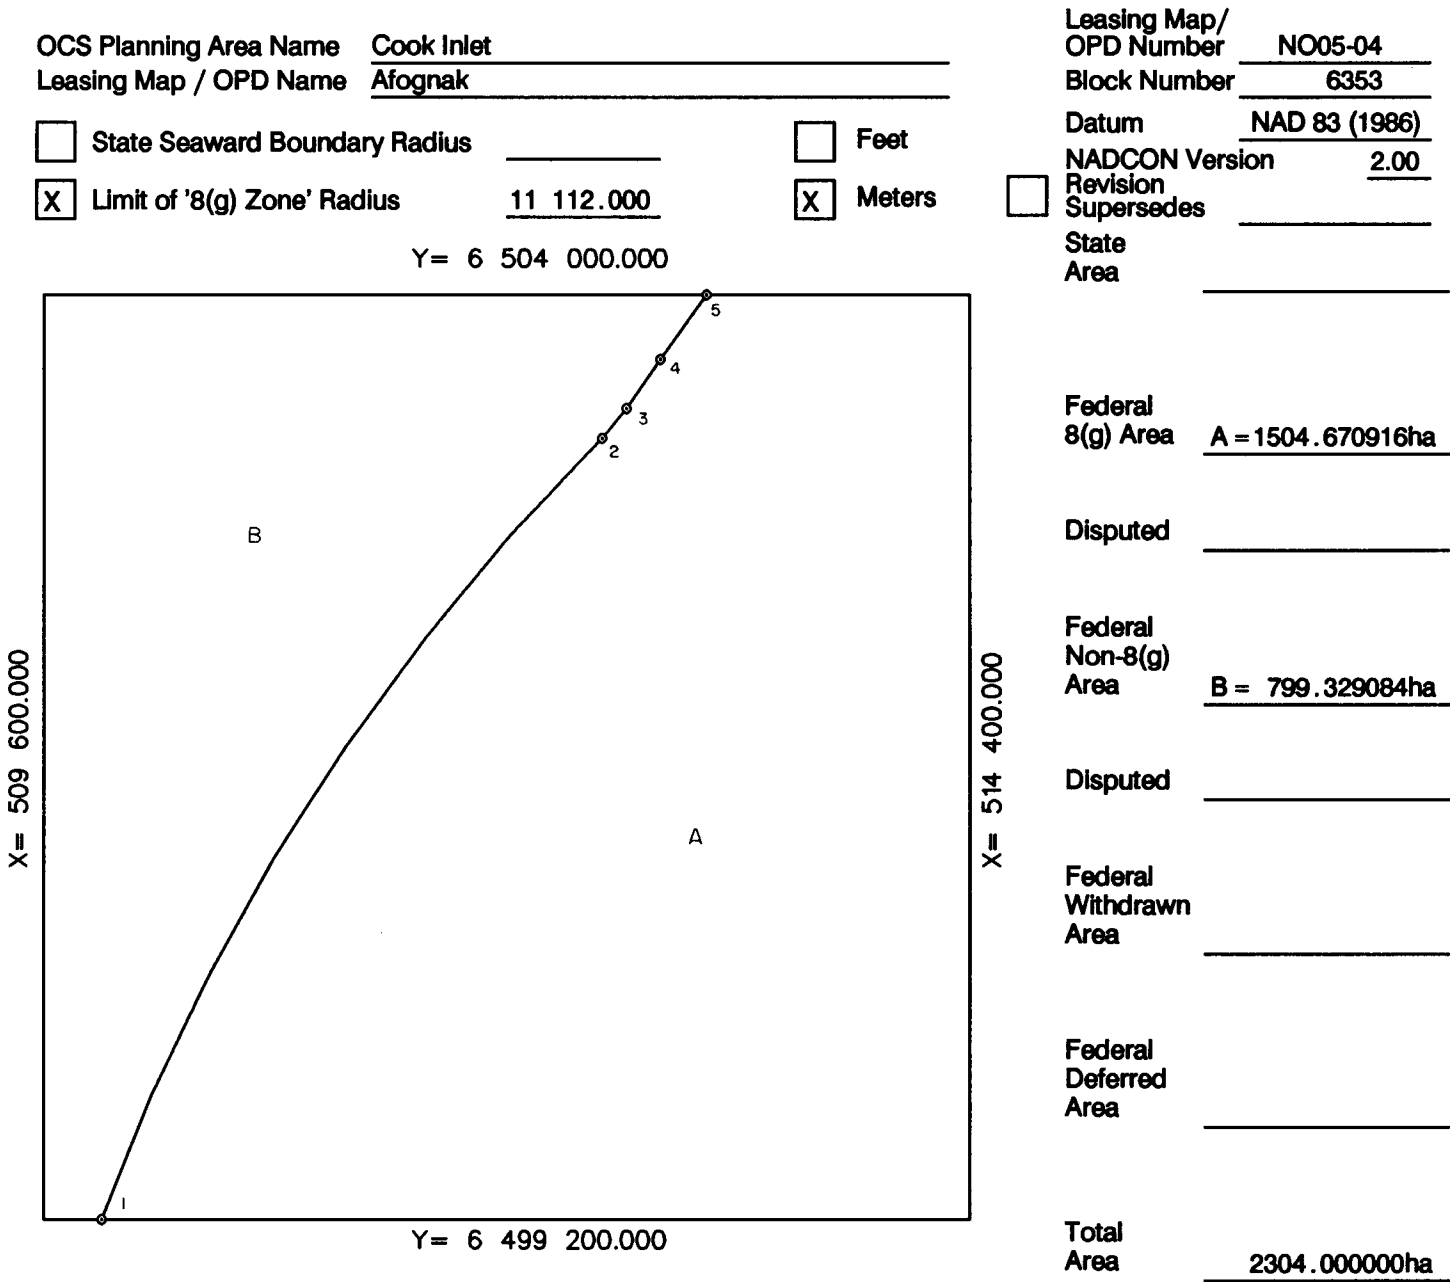 OCS Planning Area Name Cook Inlet
Leasing Map / OPD Name Afognak
State Seaward Boundary Radius
Feet
X Limit of '8(g) Zone' Radius 11 112.000
X Meters
Leasing Map/
OPD Number NO05-04
Block Number 6353
Datum NAD 83 (1986)
NADCON Version 2.00
Revision
Supersedes
State
Area
Y= 6 504 000.000
5
4
3
2
B
X= 509 600.000
X= 514 400.000
A
1
Y= 6 499 200.000
Federal
8(g) Area A =1504.670916ha
Disputed
Federal
Non-8(g)
Area B = 799.329084ha
Disputed
Federal
Withdrawn
Area
Federal
Deferred
Area
Total
Area 2304.000000ha